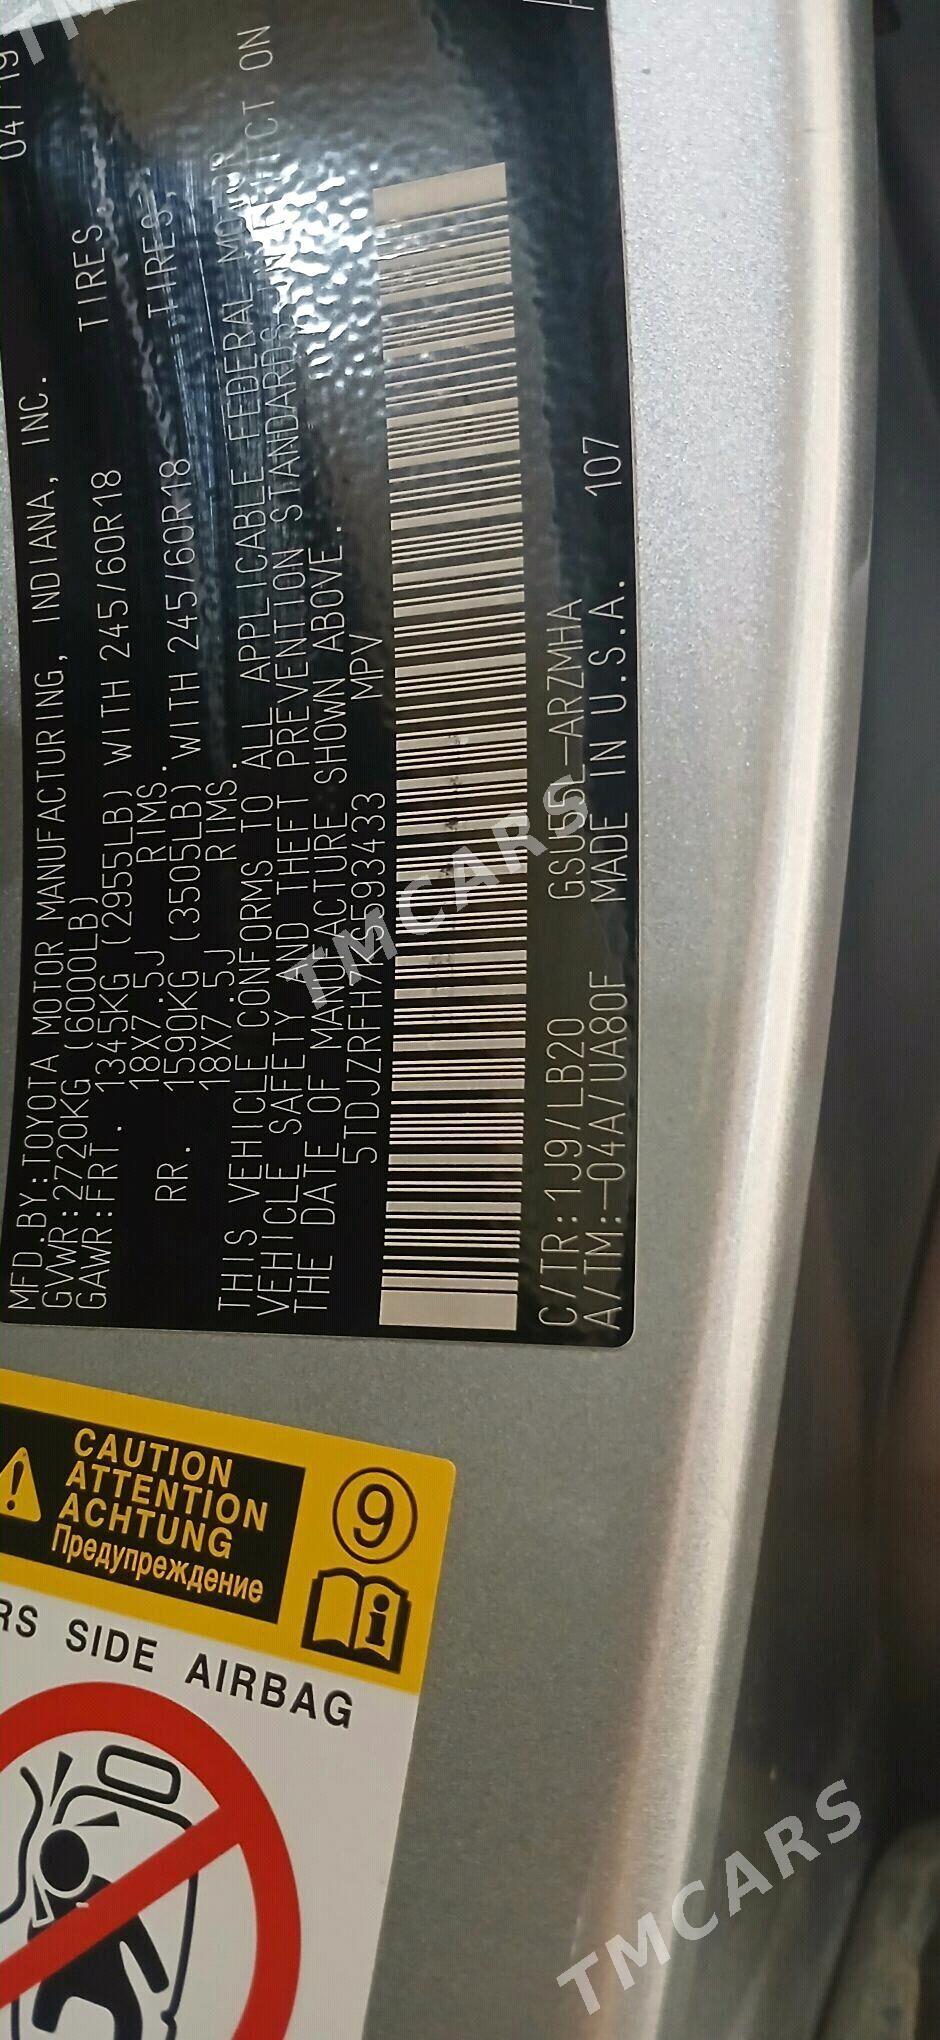 MFD.BY:TOYOTA MOTOR MANUFACTURING, INDIANA, INC. 04/19
GVWR:2720KG (6000LB)
GAWR:FRT. 1345KG (2955LB) WITH 245/60R18 TIRES
18X7.5J RIMS.
RR. 1590KG (3505LB) WITH 245/60R18 TIRES,
18X7.5J RIMS.
THIS VEHICLE CONFORMS TO ALL APPLICABLE FEDERAL MOTOR
VEHICLE SAFETY AND THEFT PREVENTION STANDARDS IN EFFECT ON
THE DATE OF MANUFACTURE SHOWN ABOVE.
5TDJZRFH7KS593433 MPV
C/TR:1J9/LB20 GSU55L-ARZMHA 107
A/TM:-04A/UA80F MADE IN U.S.A.
CAUTION
ATTENTION
ACHTUNG
Предупреждение
9
SIDE AIRBAG
TMCARS
TMCARS